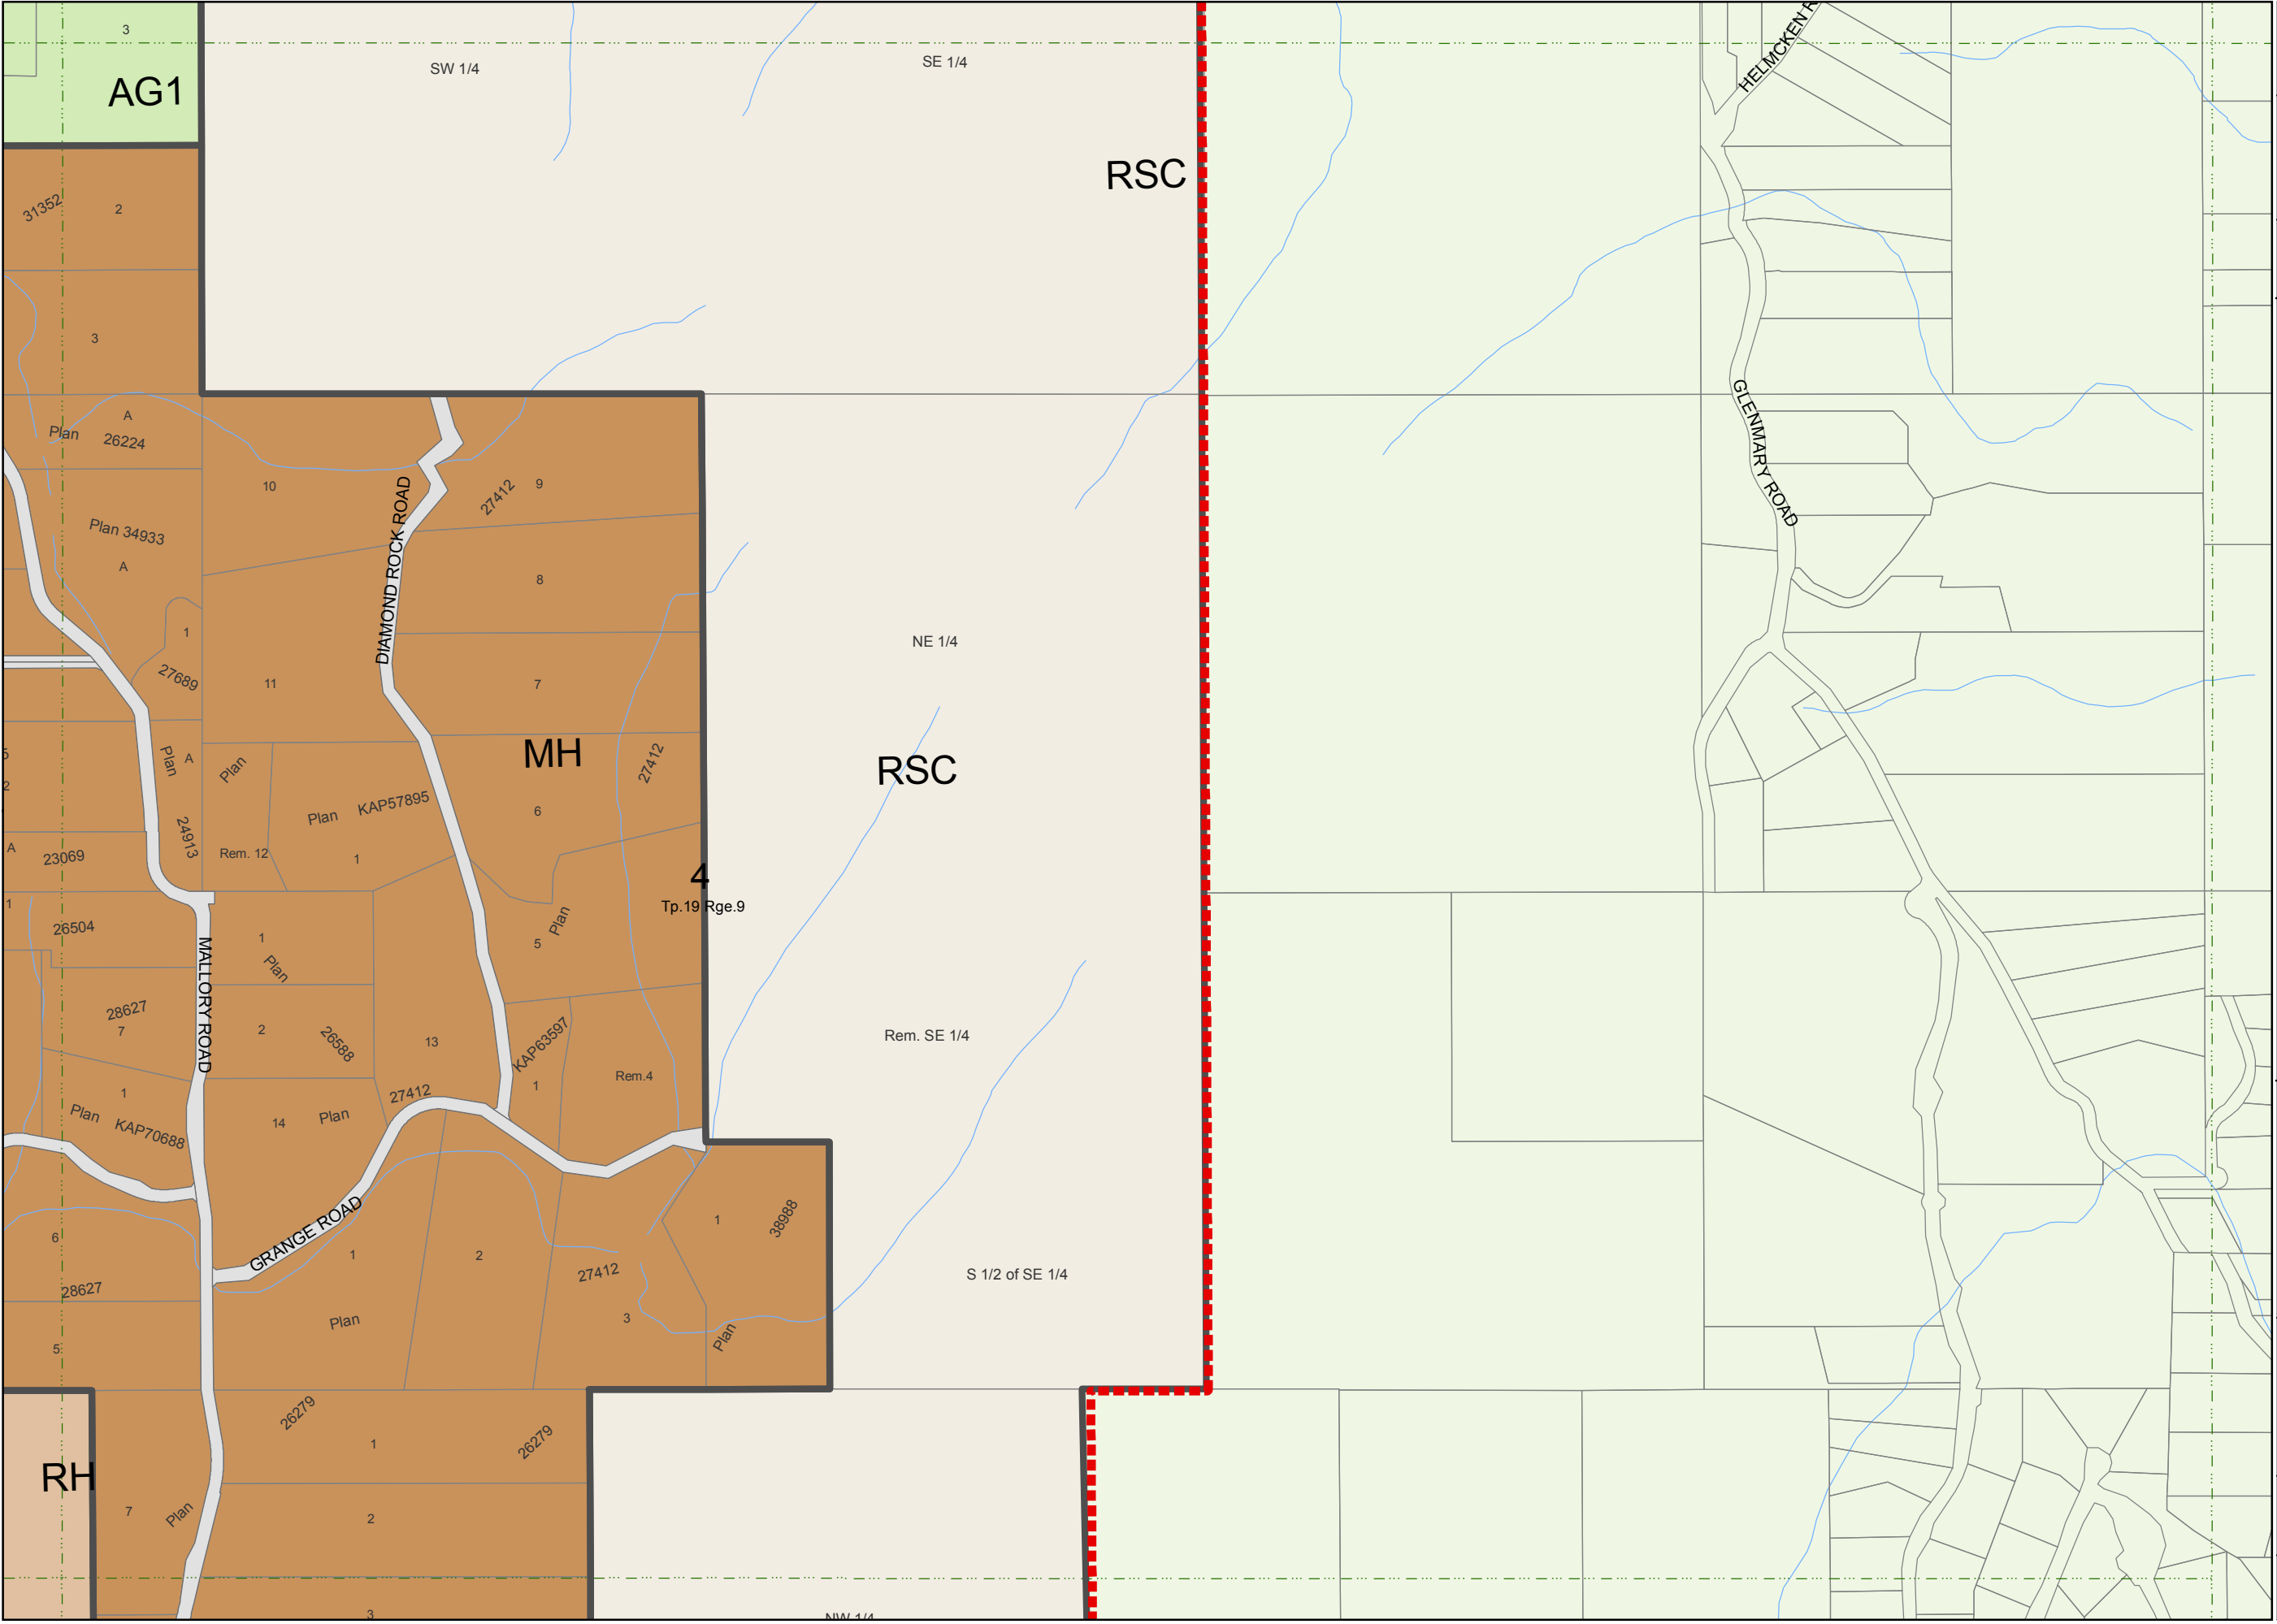 3
SW 1/4
SE 1/4
HELMCKEN R
AG1
RSC
31352
2
3
A
Plan
26224
10
27412
9
Plan 34933
A
DIAMOND ROCK ROAD
GLENMARY ROAD
8
1
27689
11
7
NE 1/4
MH
RSC
5
2
Plan
A
Plan
27412
Plan
KAP57895
6
24913
A
23069
Rem. 12
1
4
Tp.19 Rge.9
1
26504
1
Plan
5
Plan
MALLORY ROAD
28627
7
2
26588
13
KAP63597
Rem. SE 1/4
1
Rem.4
1
27412
Plan
KAP70688
14
Plan
6
GRANGE ROAD
1
2
27412
1
38988
S 1/2 of SE 1/4
28627
Plan
3
Plan
5
26279
1
26279
RH
7
Plan
2
3
NW 1/4